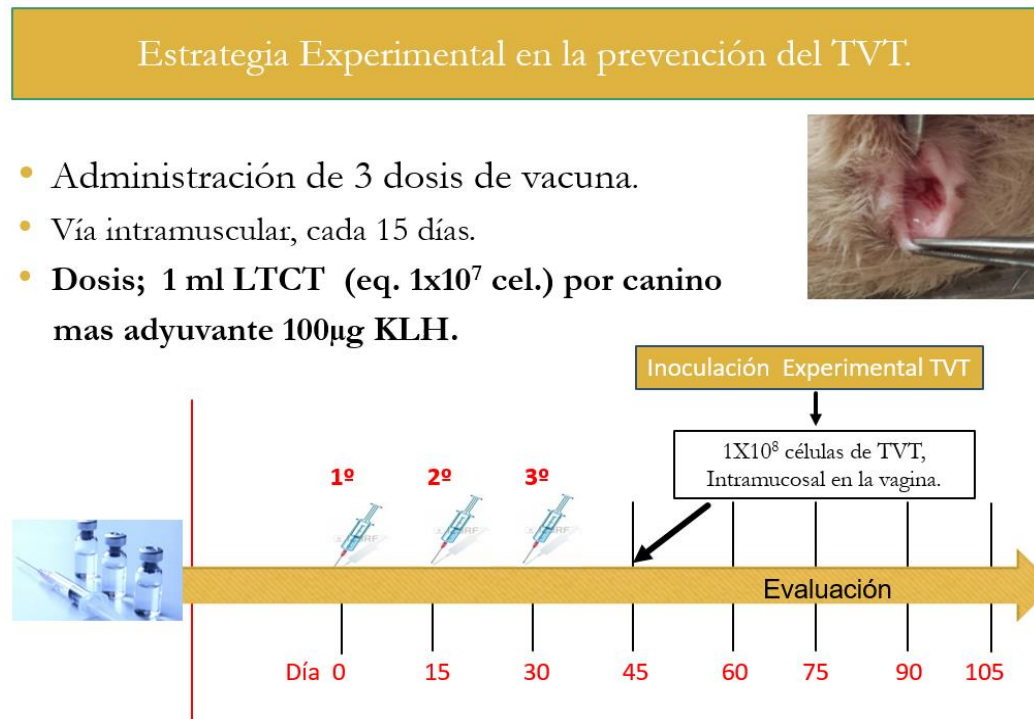 Estrategia Experimental en la prevención del TVT.
• Administración de 3 dosis de vacuna.
• Vía intramuscular, cada 15 días.
• Dosis; 1 ml LTCT (eq. 1x10⁷ cel.) por canino
mas adyuvante 100µg KLH.
Inoculación Experimental TVT
1X10⁸ células de TVT,
Intramucosal en la vagina.
1º 2º 3º
Evaluación
Día 0 15 30 45 60 75 90 105